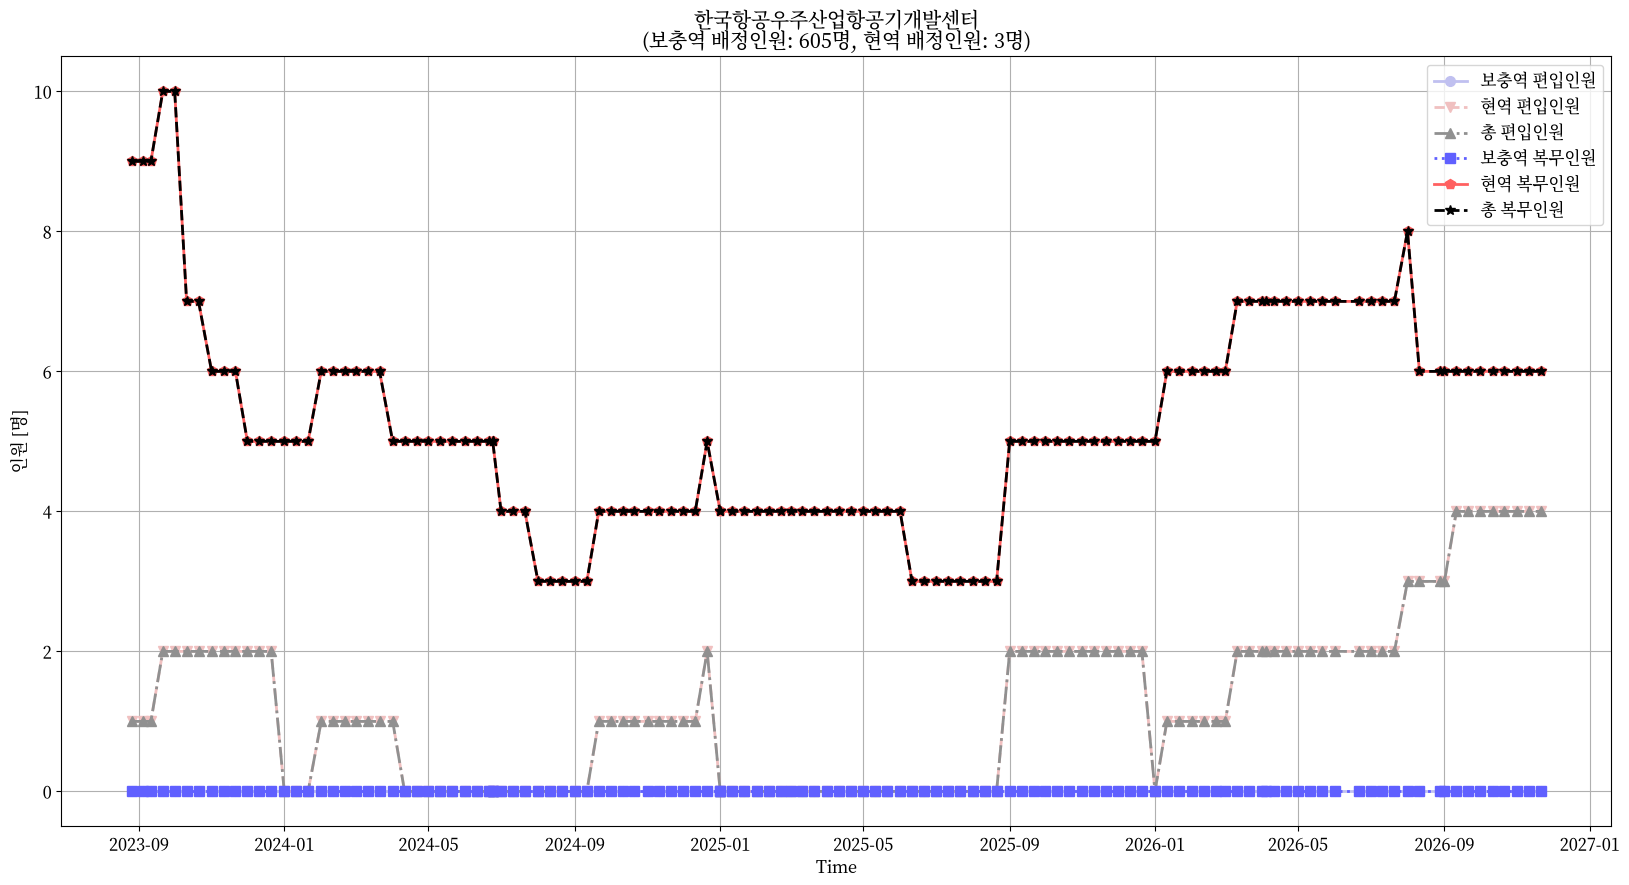 한국항공우주산업항공기개발센터
(보충역 배정인원: 605명, 현역 배정인원: 3명)
보충역 편입인원
현역 편입인원
총 편입인원
보충역 복무인원
현역 복무인원
총 복무인원
인원 [명]
10
8
6
4
2
0
2023-09
2024-01
2024-05
2024-09
2025-01
2025-05
2025-09
2026-01
2026-05
2026-09
2027-01
Time